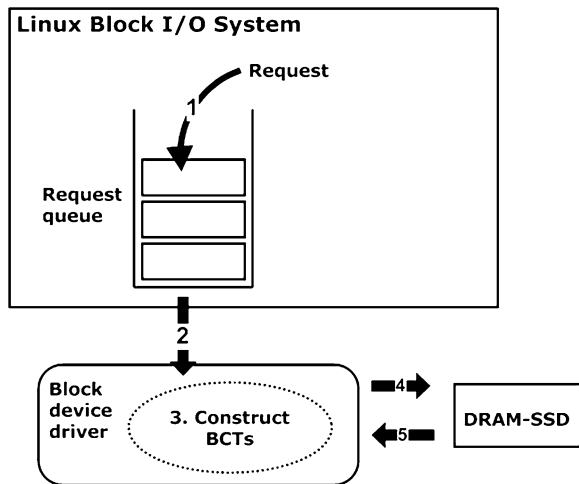 Linux Block I/O System
Request
1
Request
queue
2
Block
device
driver
3. Construct
BCTs
4
5
DRAM-SSD